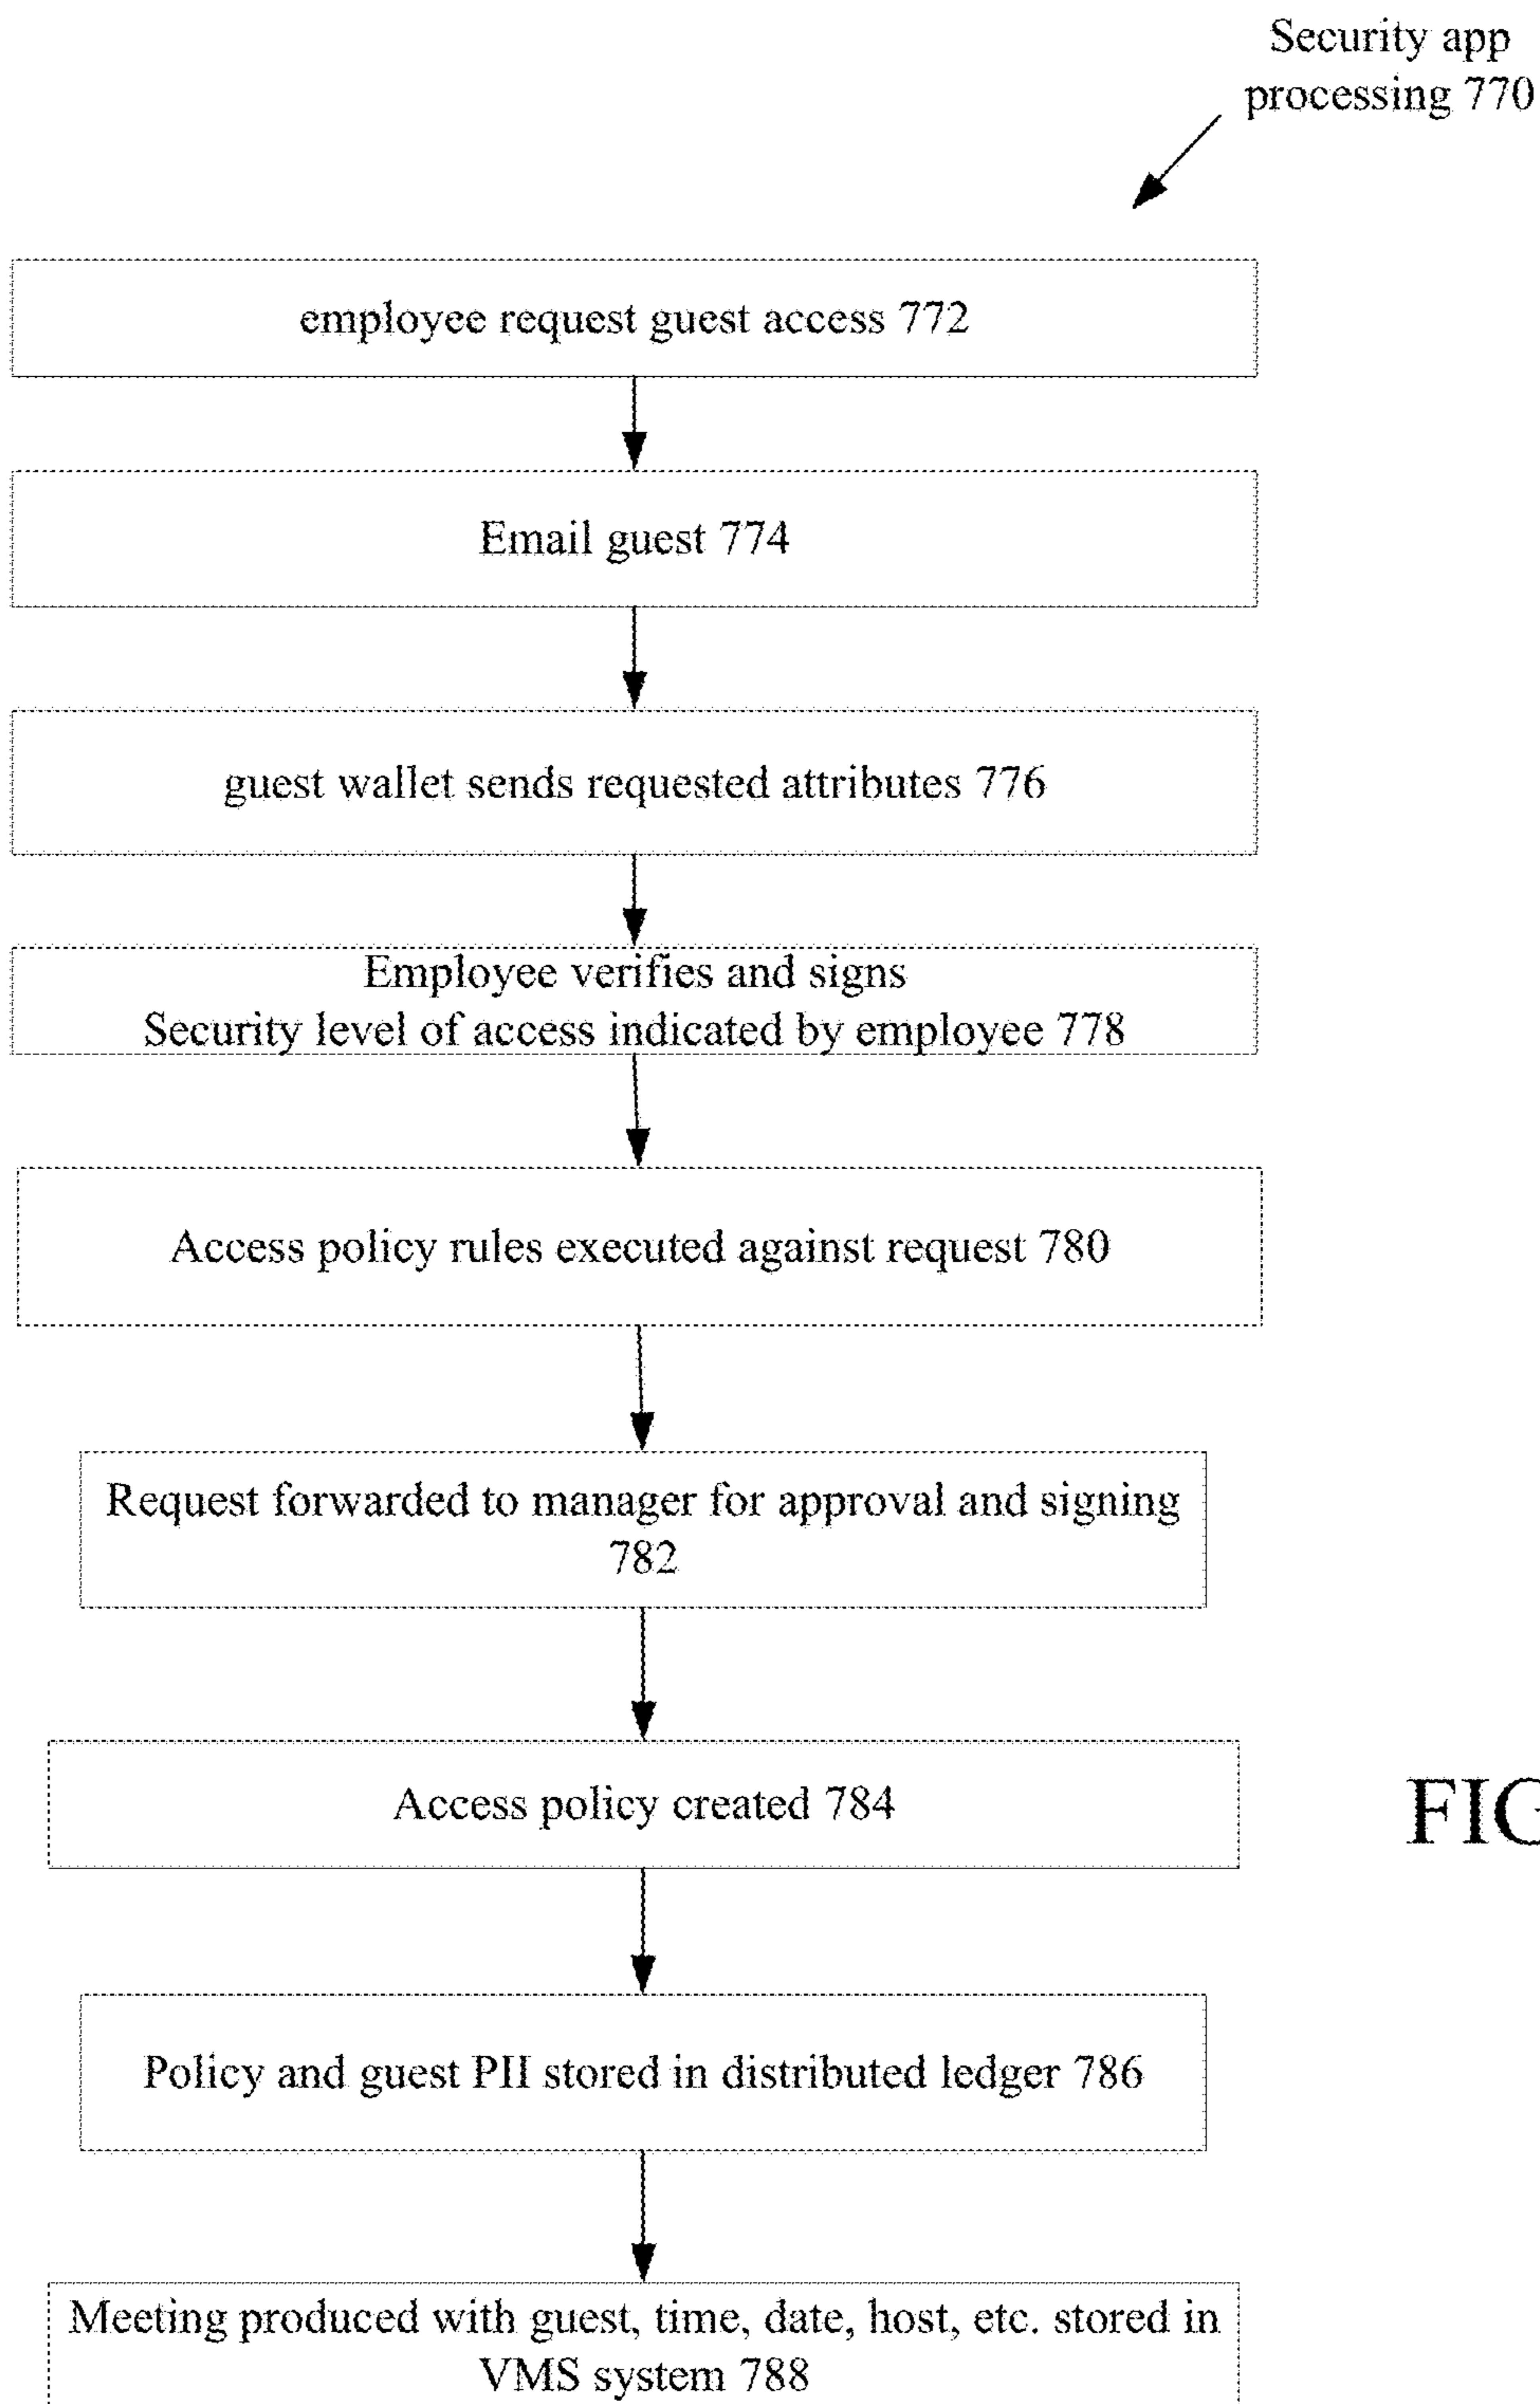 Security app
processing 770
employee request guest access 772
Email guest 774
guest wallet sends requested attributes 776
Employee verifies and signs
Security level of access indicated by employee 778
Access policy rules executed against request 780
Request forwarded to manager for approval and signing
782
Access policy created 784
FIG
Policy and guest PII stored in distributed ledger 786
Meeting produced with guest, time, date, host, etc. stored in
VMS system 788